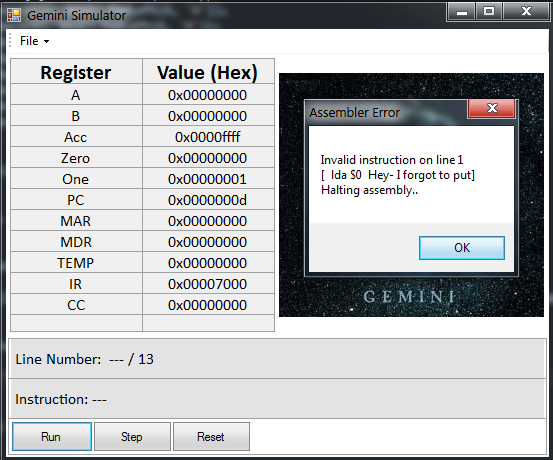 Gemini Simulator
File
Register Value (Hex)
A 0x00000000
B 0x00000000
Acc 0x0000ffff
Zero 0x00000000
One 0x00000001
PC 0x0000000d
MAR 0x00000000
MDR 0x00000000
TEMP 0x00000000
IR 0x00007000
CC 0x00000000
Assembler Error
Invalid instruction on line 1
[ lda $0 Hey- I forgot to put]
Halting assembly..
OK
GEMINI
Line Number: --- / 13
Instruction: ---
Run Step Reset